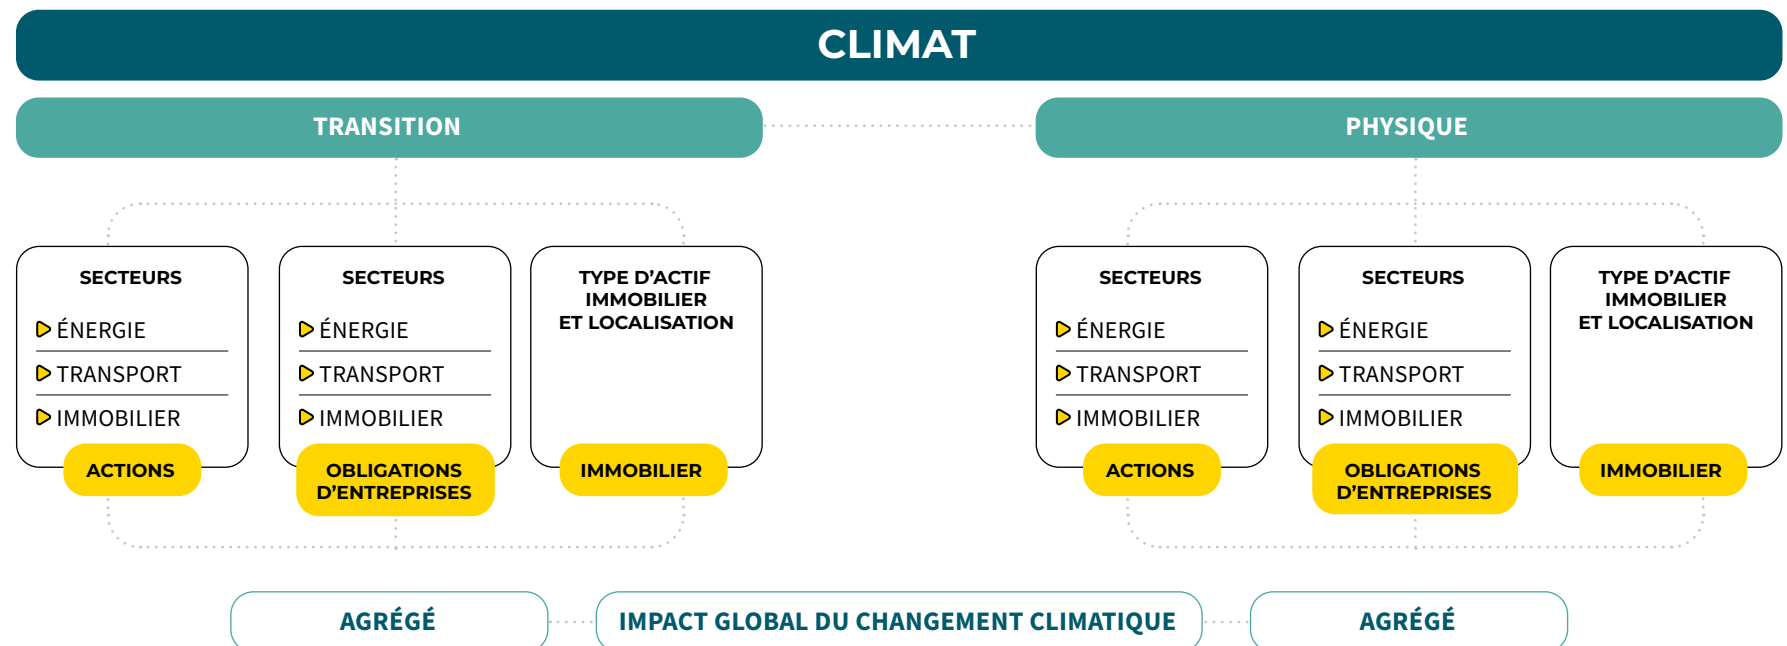 CLIMAT
TRANSITION
PHYSIQUE
SECTEURS
ÉNERGIE
TRANSPORT
IMMOBILIER
ACTIONS
SECTEURS
ÉNERGIE
TRANSPORT
IMMOBILIER
OBLIGATIONS
D'ENTREPRISES
TYPE D'ACTIF
IMMOBILIER
ET LOCALISATION
IMMOBILIER
SECTEURS
ÉNERGIE
TRANSPORT
IMMOBILIER
ACTIONS
SECTEURS
ÉNERGIE
TRANSPORT
IMMOBILIER
OBLIGATIONS
D'ENTREPRISES
TYPE D'ACTIF
IMMOBILIER
ET LOCALISATION
IMMOBILIER
AGRÉGÉ
IMPACT GLOBAL DU CHANGEMENT CLIMATIQUE
AGRÉGÉ